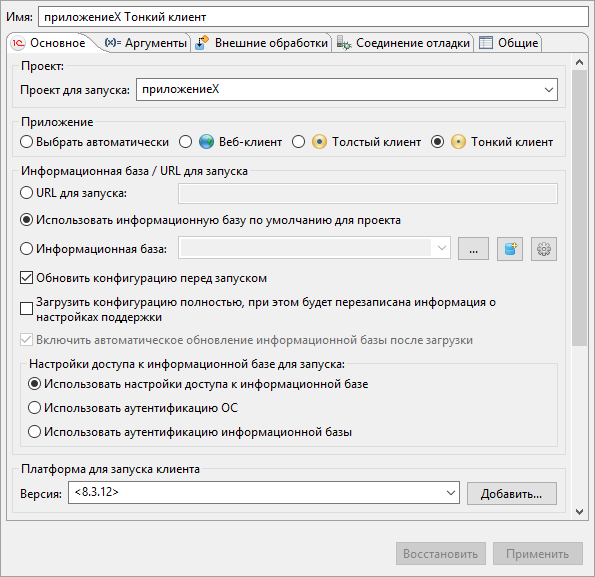 Имя: приложениеX Тонкий клиент
1С Основное (x)= Аргументы Внешние обработки Соединение отладки Общие
Проект:
Проект для запуска: приложениеX
Приложение
Выбрать автоматически Веб-клиент Толстый клиент Тонкий клиент
Информационная база / URL для запуска
URL для запуска:
Использовать информационную базу по умолчанию для проекта
Информационная база: ...
Обновить конфигурацию перед запуском
Загрузить конфигурацию полностью, при этом будет перезаписана информация о
настройках поддержки
Включить автоматическое обновление информационной базы после загрузки
Настройки доступа к информационной базе для запуска:
Использовать настройки доступа к информационной базе
Использовать аутентификацию ОС
Использовать аутентификацию информационной базы
Платформа для запуска клиента
Версия: <8.3.12> Добавить...
Восстановить Применить